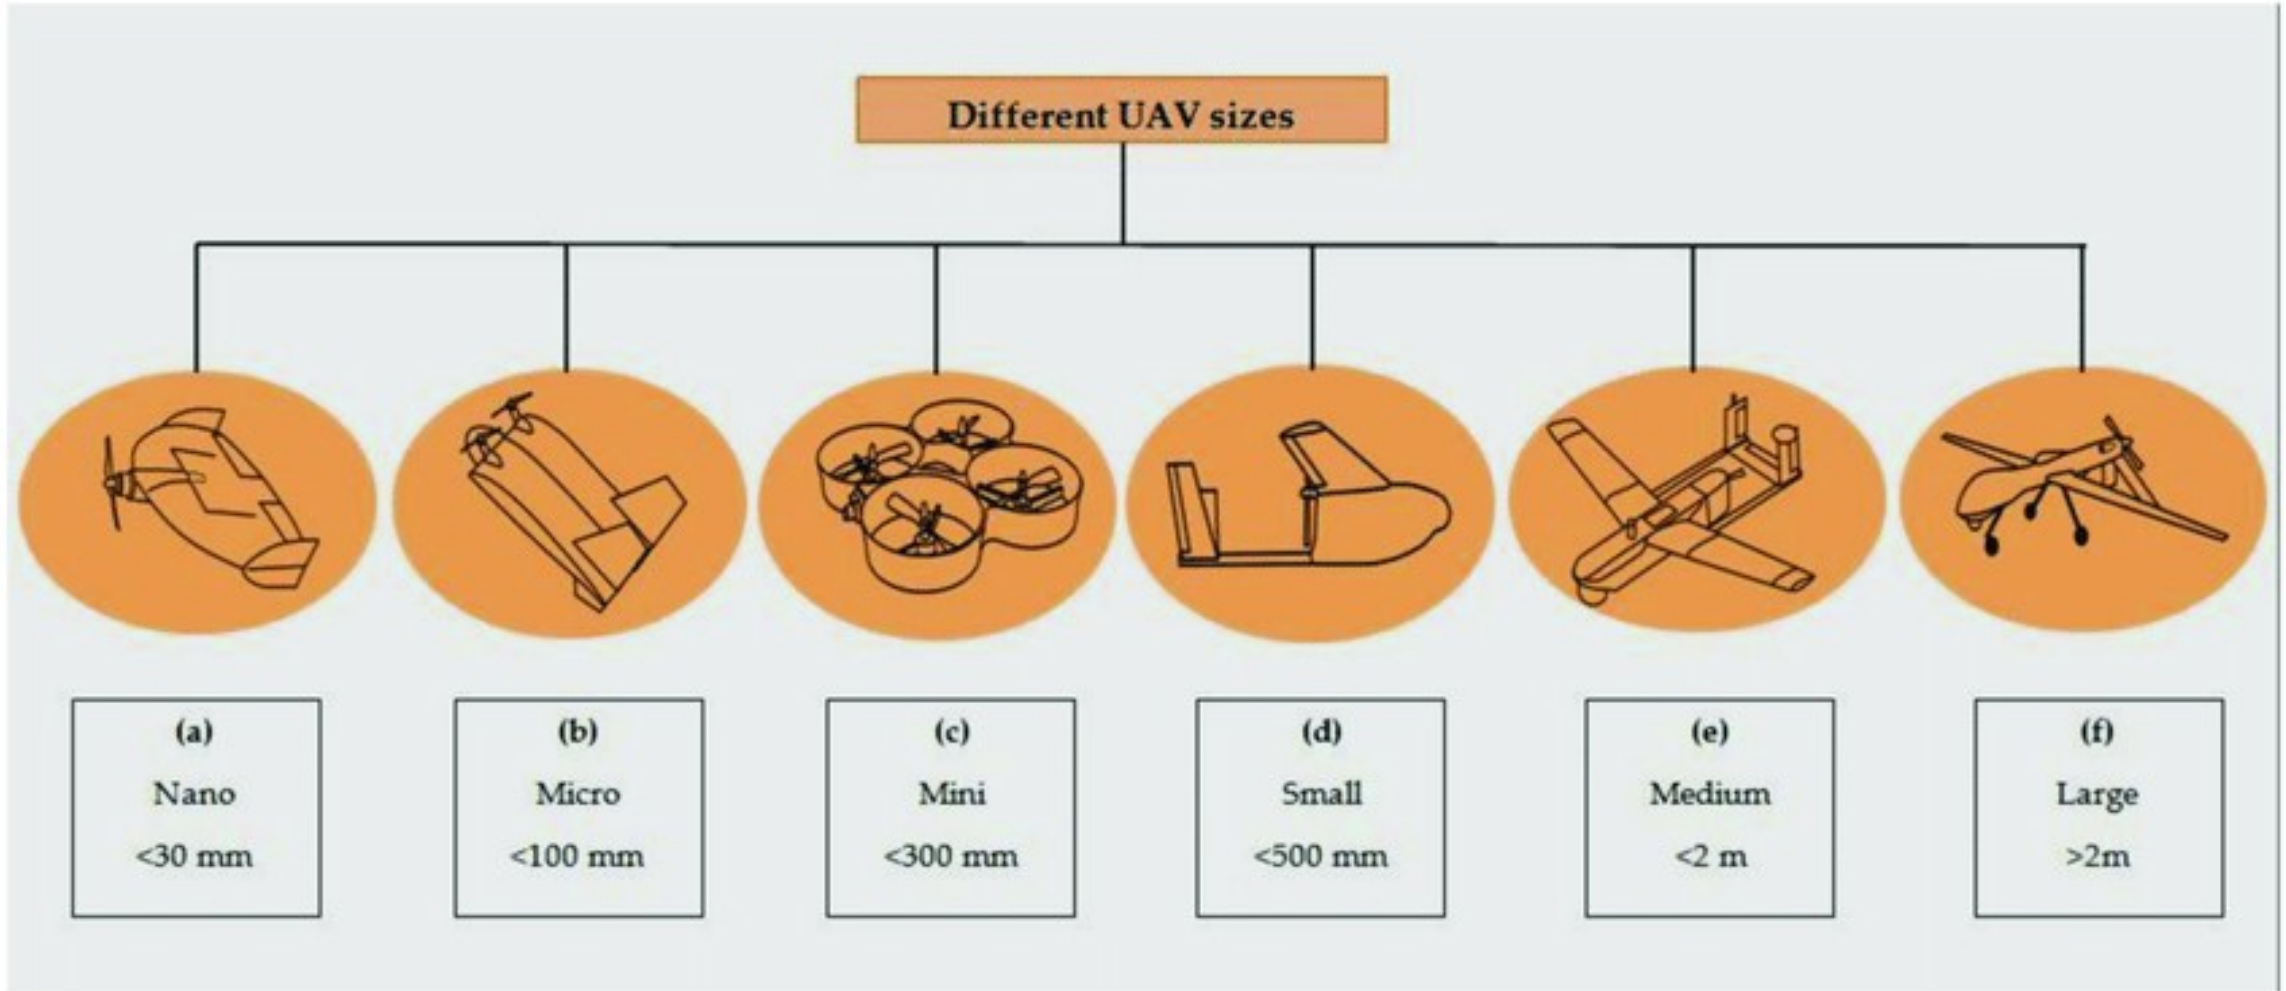 Different UAV sizes
(a)
Nano
<30 mm
(b)
Micro
<100 mm
(c)
Mini
<300 mm
(d)
Small
<500 mm
(e)
Medium
<2 m
(f)
Large
>2m